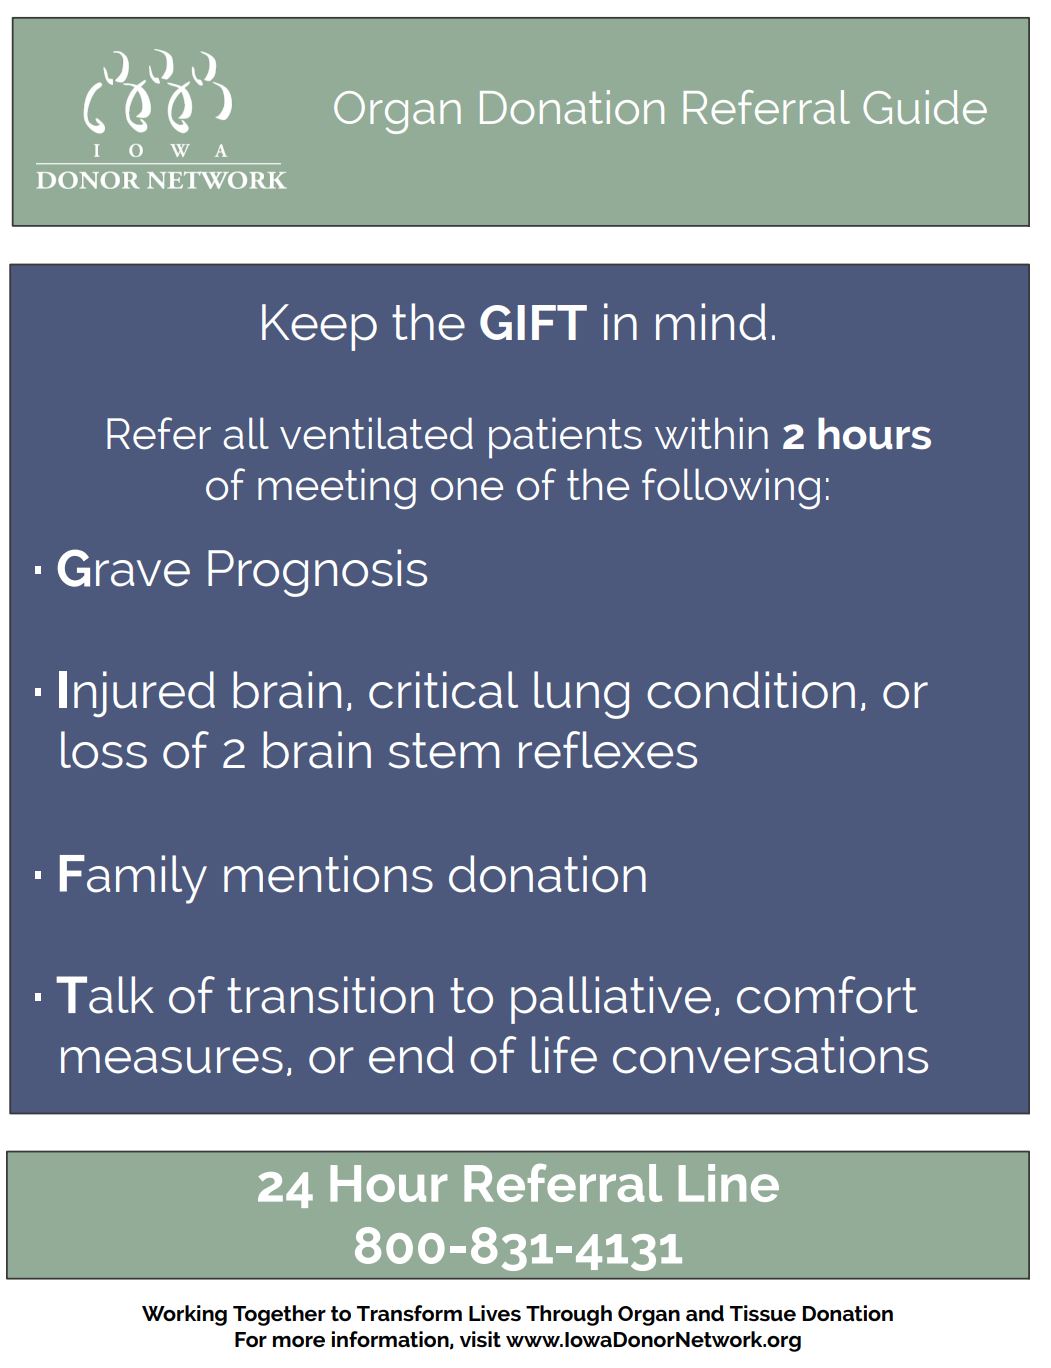 IOWA
DONOR NETWORK
Organ Donation Referral Guide
Keep the GIFT in mind.
Refer all ventilated patients within 2 hours
of meeting one of the following:
· Grave Prognosis
· Injured brain, critical lung condition, or
loss of 2 brain stem reflexes
· Family mentions donation
· Talk of transition to palliative, comfort
measures, or end of life conversations
24 Hour Referral Line
800-831-4131
Working Together to Transform Lives Through Organ and Tissue Donation
For more information, visit www.IowaDonorNetwork.org